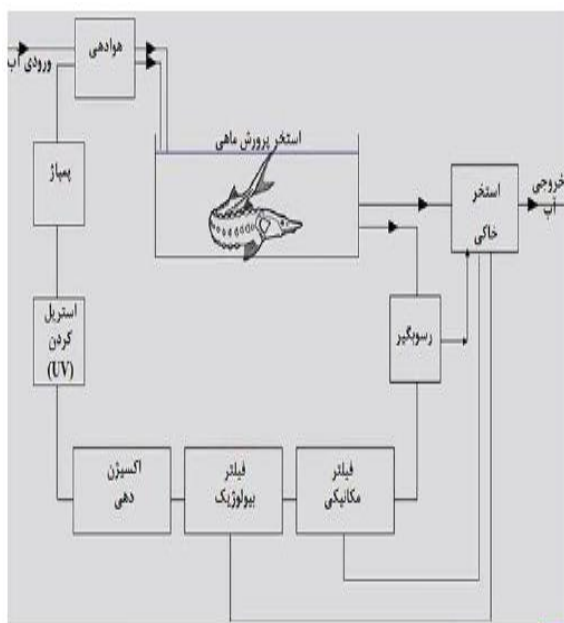 هوادهی
ورودی آب
استخر پرورش ماهی
پمپاژ
استخر
خاکی
خروجی
آب
استریل
کردن
(UV)
رسوبگیر
اکسیژن
دهی
فیلتر
بیولوژیک
فیلتر
مکانیکی